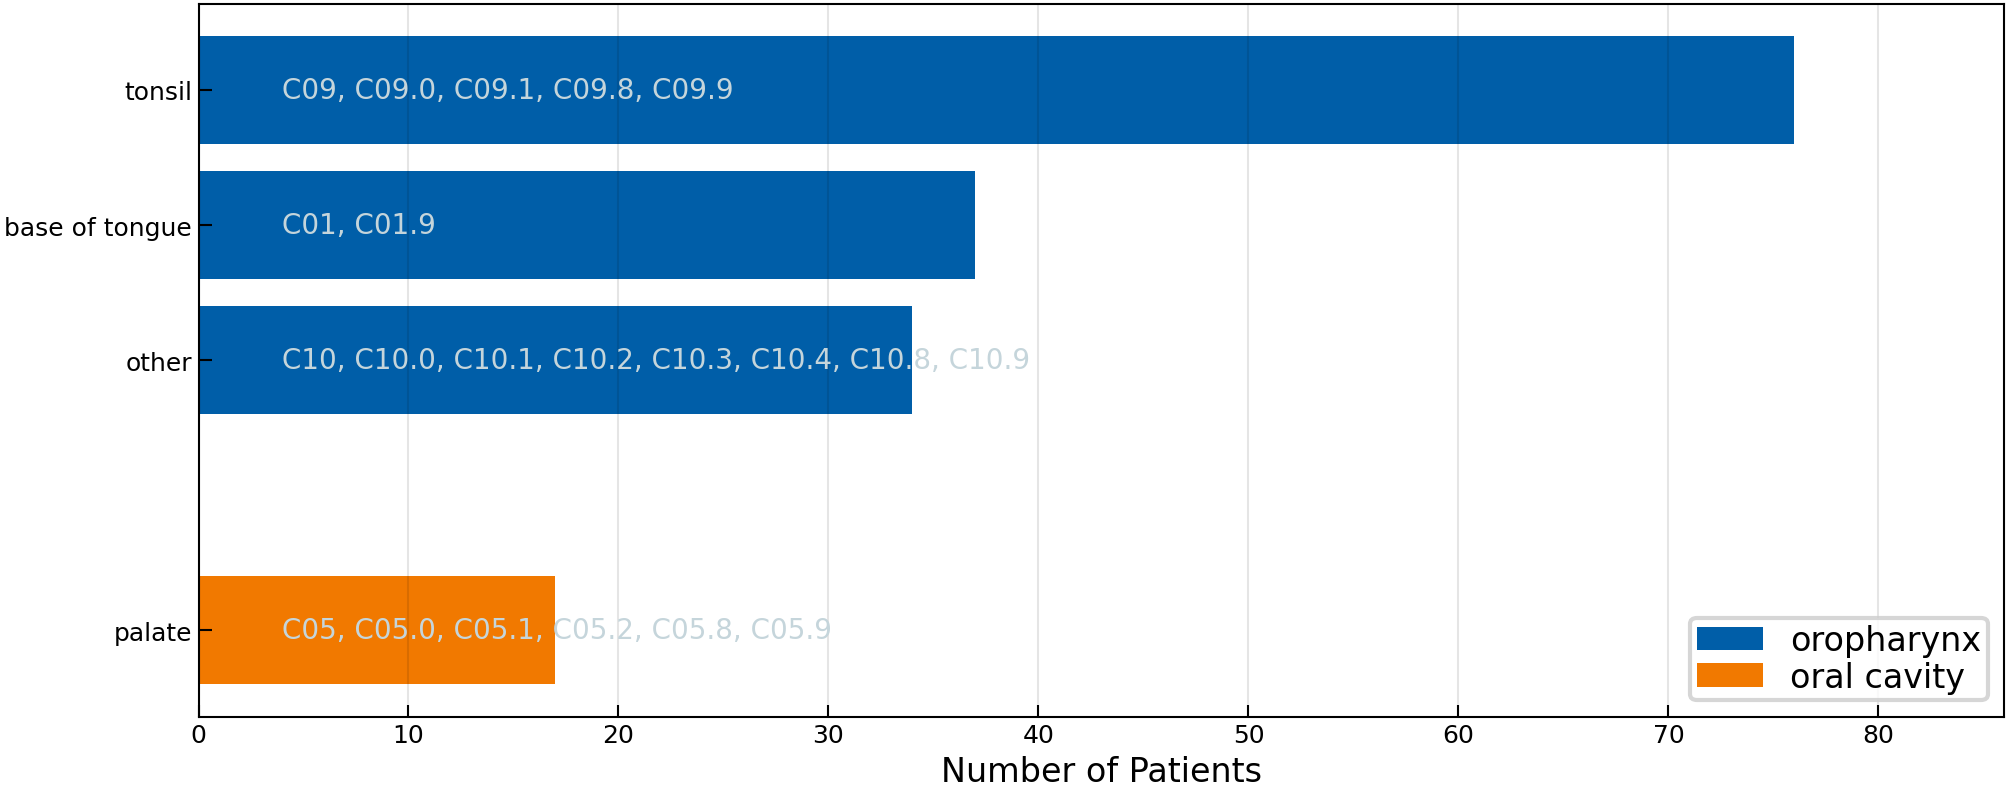 tonsil
C09, C09.0, C09.1, C09.8, C09.9
base of tongue
C01, C01.9
other
C10, C10.0, C10.1, C10.2, C10.3, C10.4, C10.8, C10.9
palate
C05, C05.0, C05.1, C05.2, C05.8, C05.9
oropharynx
oral cavity
0 10 20 30 40 50 60 70 80
Number of Patients